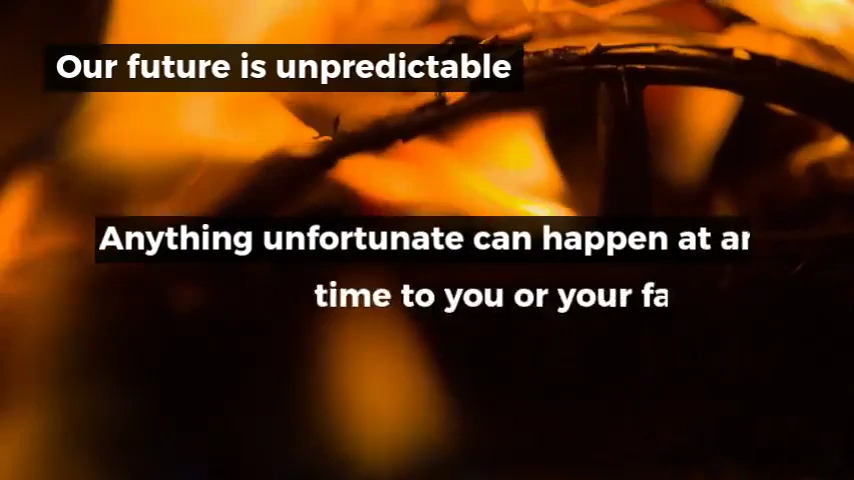 Our future is unpredictable
Anything unfortunate can happen at
time to you or your